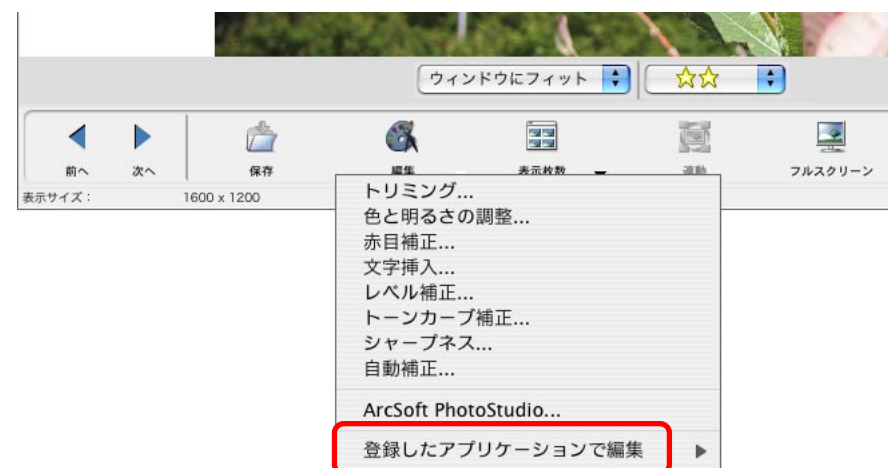 ウィンドウにフィット ☆☆
前へ 次へ 保存 編集 表示枚数 連動 フルスクリーン
表示サイズ： 1600 x 1200
トリミング...
色と明るさの調整...
赤目補正...
文字挿入...
レベル補正...
トーンカーブ補正...
シャープネス...
自動補正...
ArcSoft PhotoStudio...
登録したアプリケーションで編集